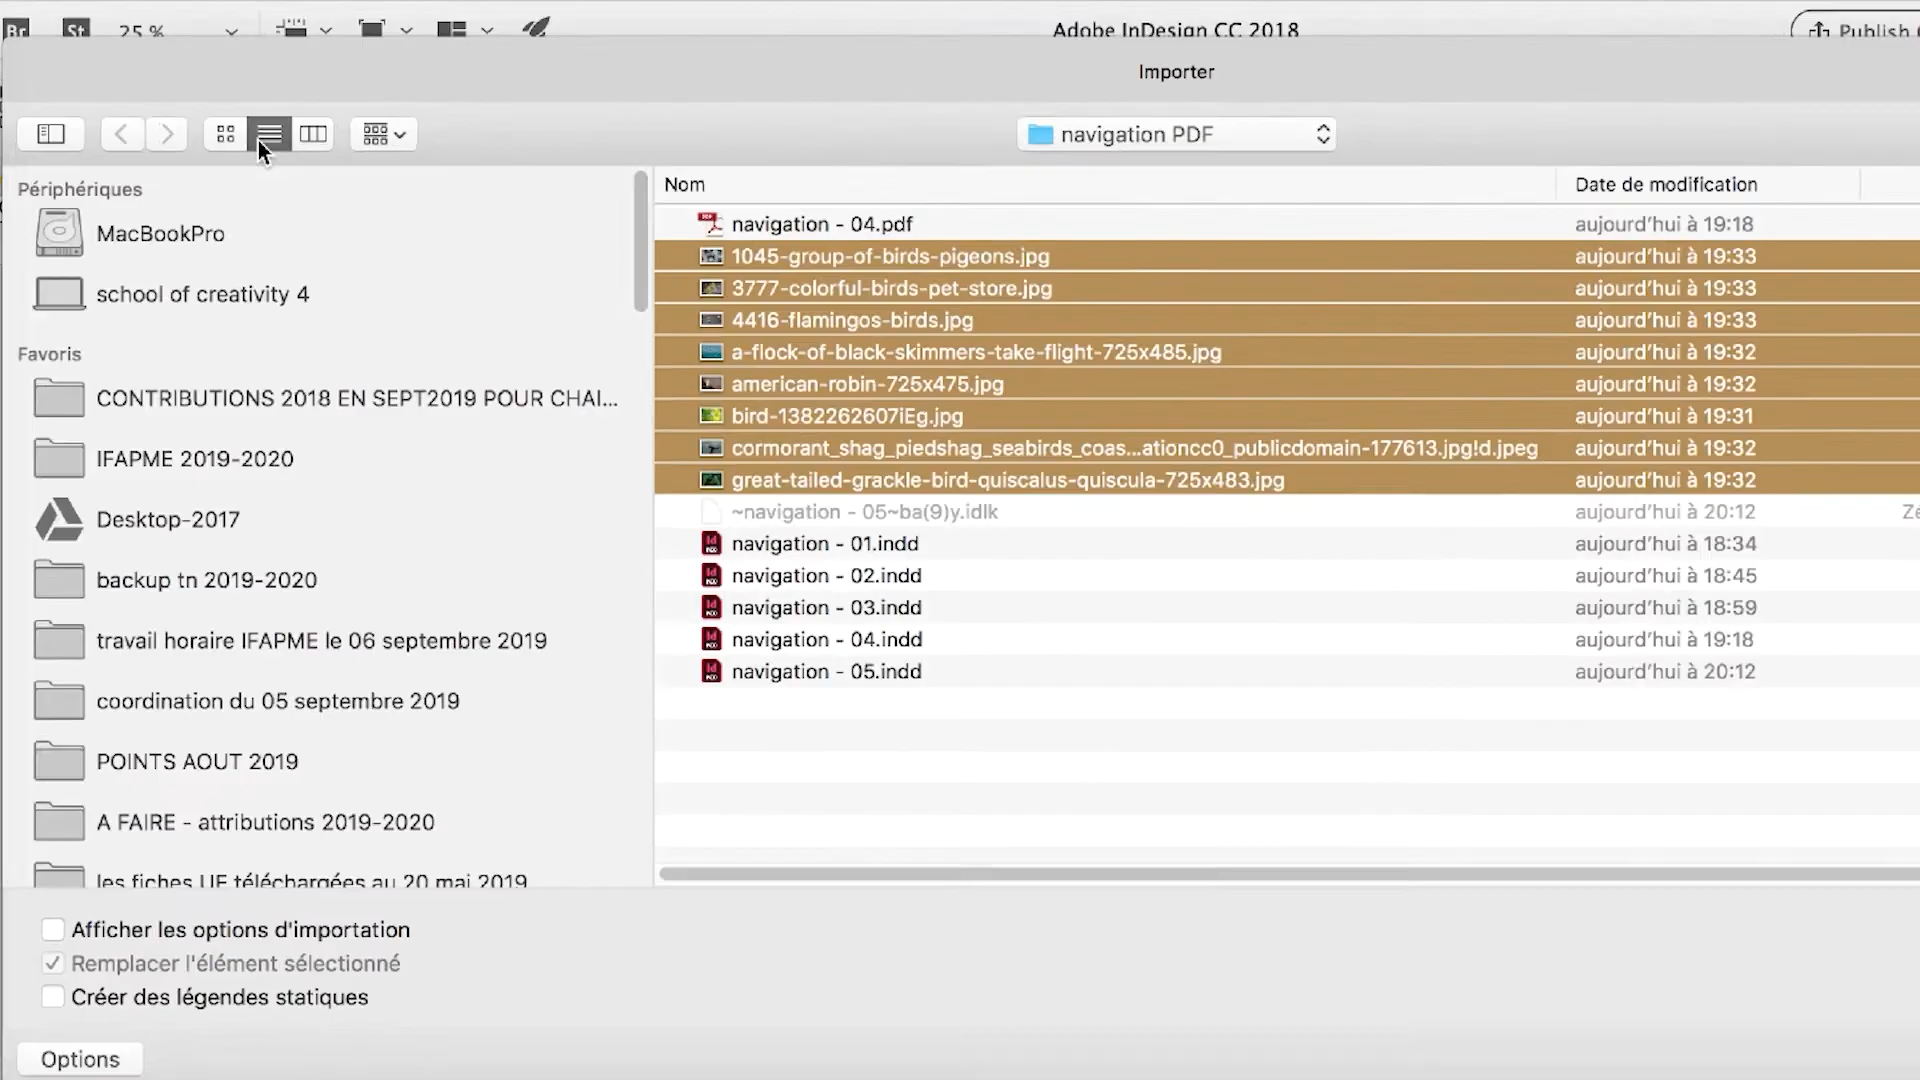 Br St 25 % Adobe InDesign CC 2018 Publish
Importer
navigation PDF
Périphériques
MacBookPro
school of creativity 4
Favoris
CONTRIBUTIONS 2018 EN SEPT2019 POUR CHAI...
IFAPME 2019-2020
Desktop-2017
backup tn 2019-2020
travail horaire IFAPME le 06 septembre 2019
coordination du 05 septembre 2019
POINTS AOUT 2019
A FAIRE - attributions 2019-2020
les fiches UF téléchargées au 20 mai 2019
Nom Date de modification
navigation - 04.pdf aujourd'hui à 19:18
1045-group-of-birds-pigeons.jpg aujourd'hui à 19:33
3777-colorful-birds-pet-store.jpg aujourd'hui à 19:33
4416-flamingos-birds.jpg aujourd'hui à 19:33
a-flock-of-black-skimmers-take-flight-725x485.jpg aujourd'hui à 19:32
american-robin-725x475.jpg aujourd'hui à 19:32
bird-1382262607iEg.jpg aujourd'hui à 19:31
cormorant_shag_piedshag_seabirds_coas...ationcc0_publicdomain-177613.jpg!d.jpeg aujourd'hui à 19:32
great-tailed-grackle-bird-quiscalus-quiscula-725x483.jpg aujourd'hui à 19:32
~navigation - 05~ba(9)y.idlk aujourd'hui à 20:12
navigation - 01.indd aujourd'hui à 18:34
navigation - 02.indd aujourd'hui à 18:45
navigation - 03.indd aujourd'hui à 18:59
navigation - 04.indd aujourd'hui à 19:18
navigation - 05.indd aujourd'hui à 20:12
Afficher les options d'importation
Remplacer l'élément sélectionné
Créer des légendes statiques
Options